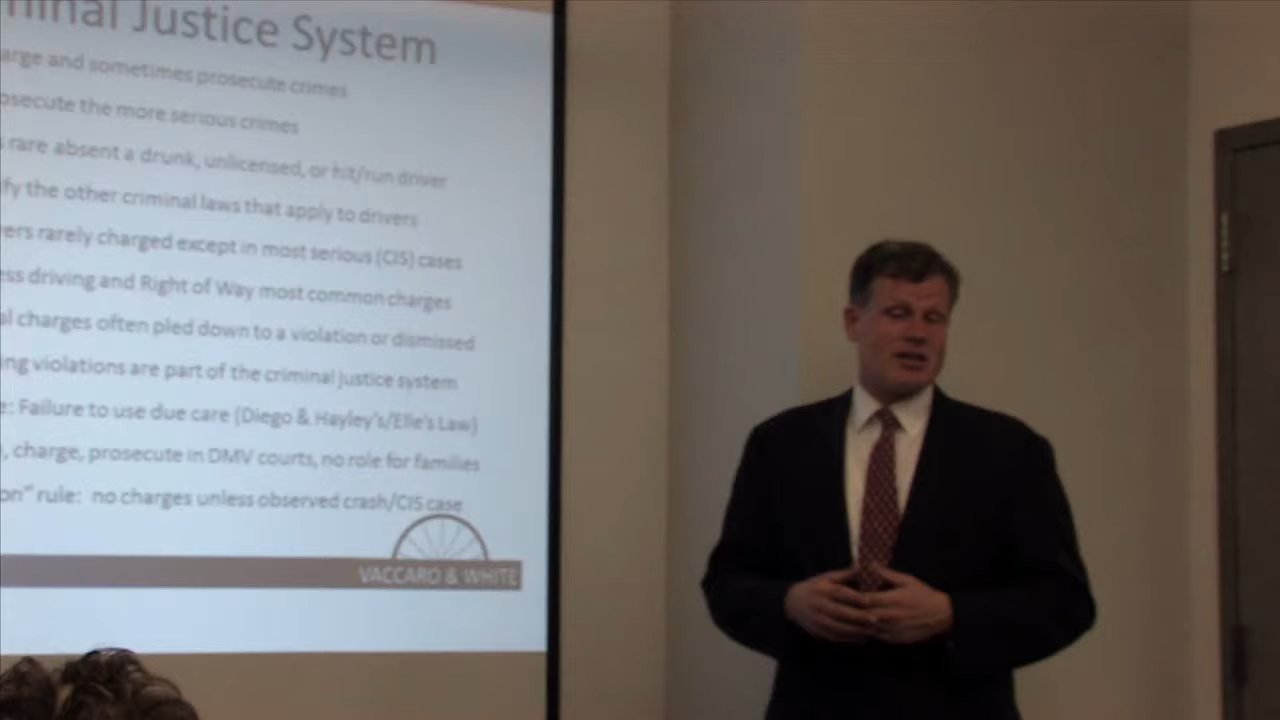 minal Justice System
arge and sometimes prosecute crimes
osecute the more serious crimes
s rare absent a drunk, unlicensed, or hit/run driver
ify the other criminal laws that apply to drivers
vers rarely charged except in most serious (CIS) cases
ess driving and Right of Way most common charges
al charges often pled down to a violation or dismissed
ing violations are part of the criminal justice system
e: Failure to use due care (Diego & Hayley's/Elle's Law)
, charge, prosecute in DMV courts, no role for families
on" rule: no charges unless observed crash/CIS case
VACCARO & WHITE